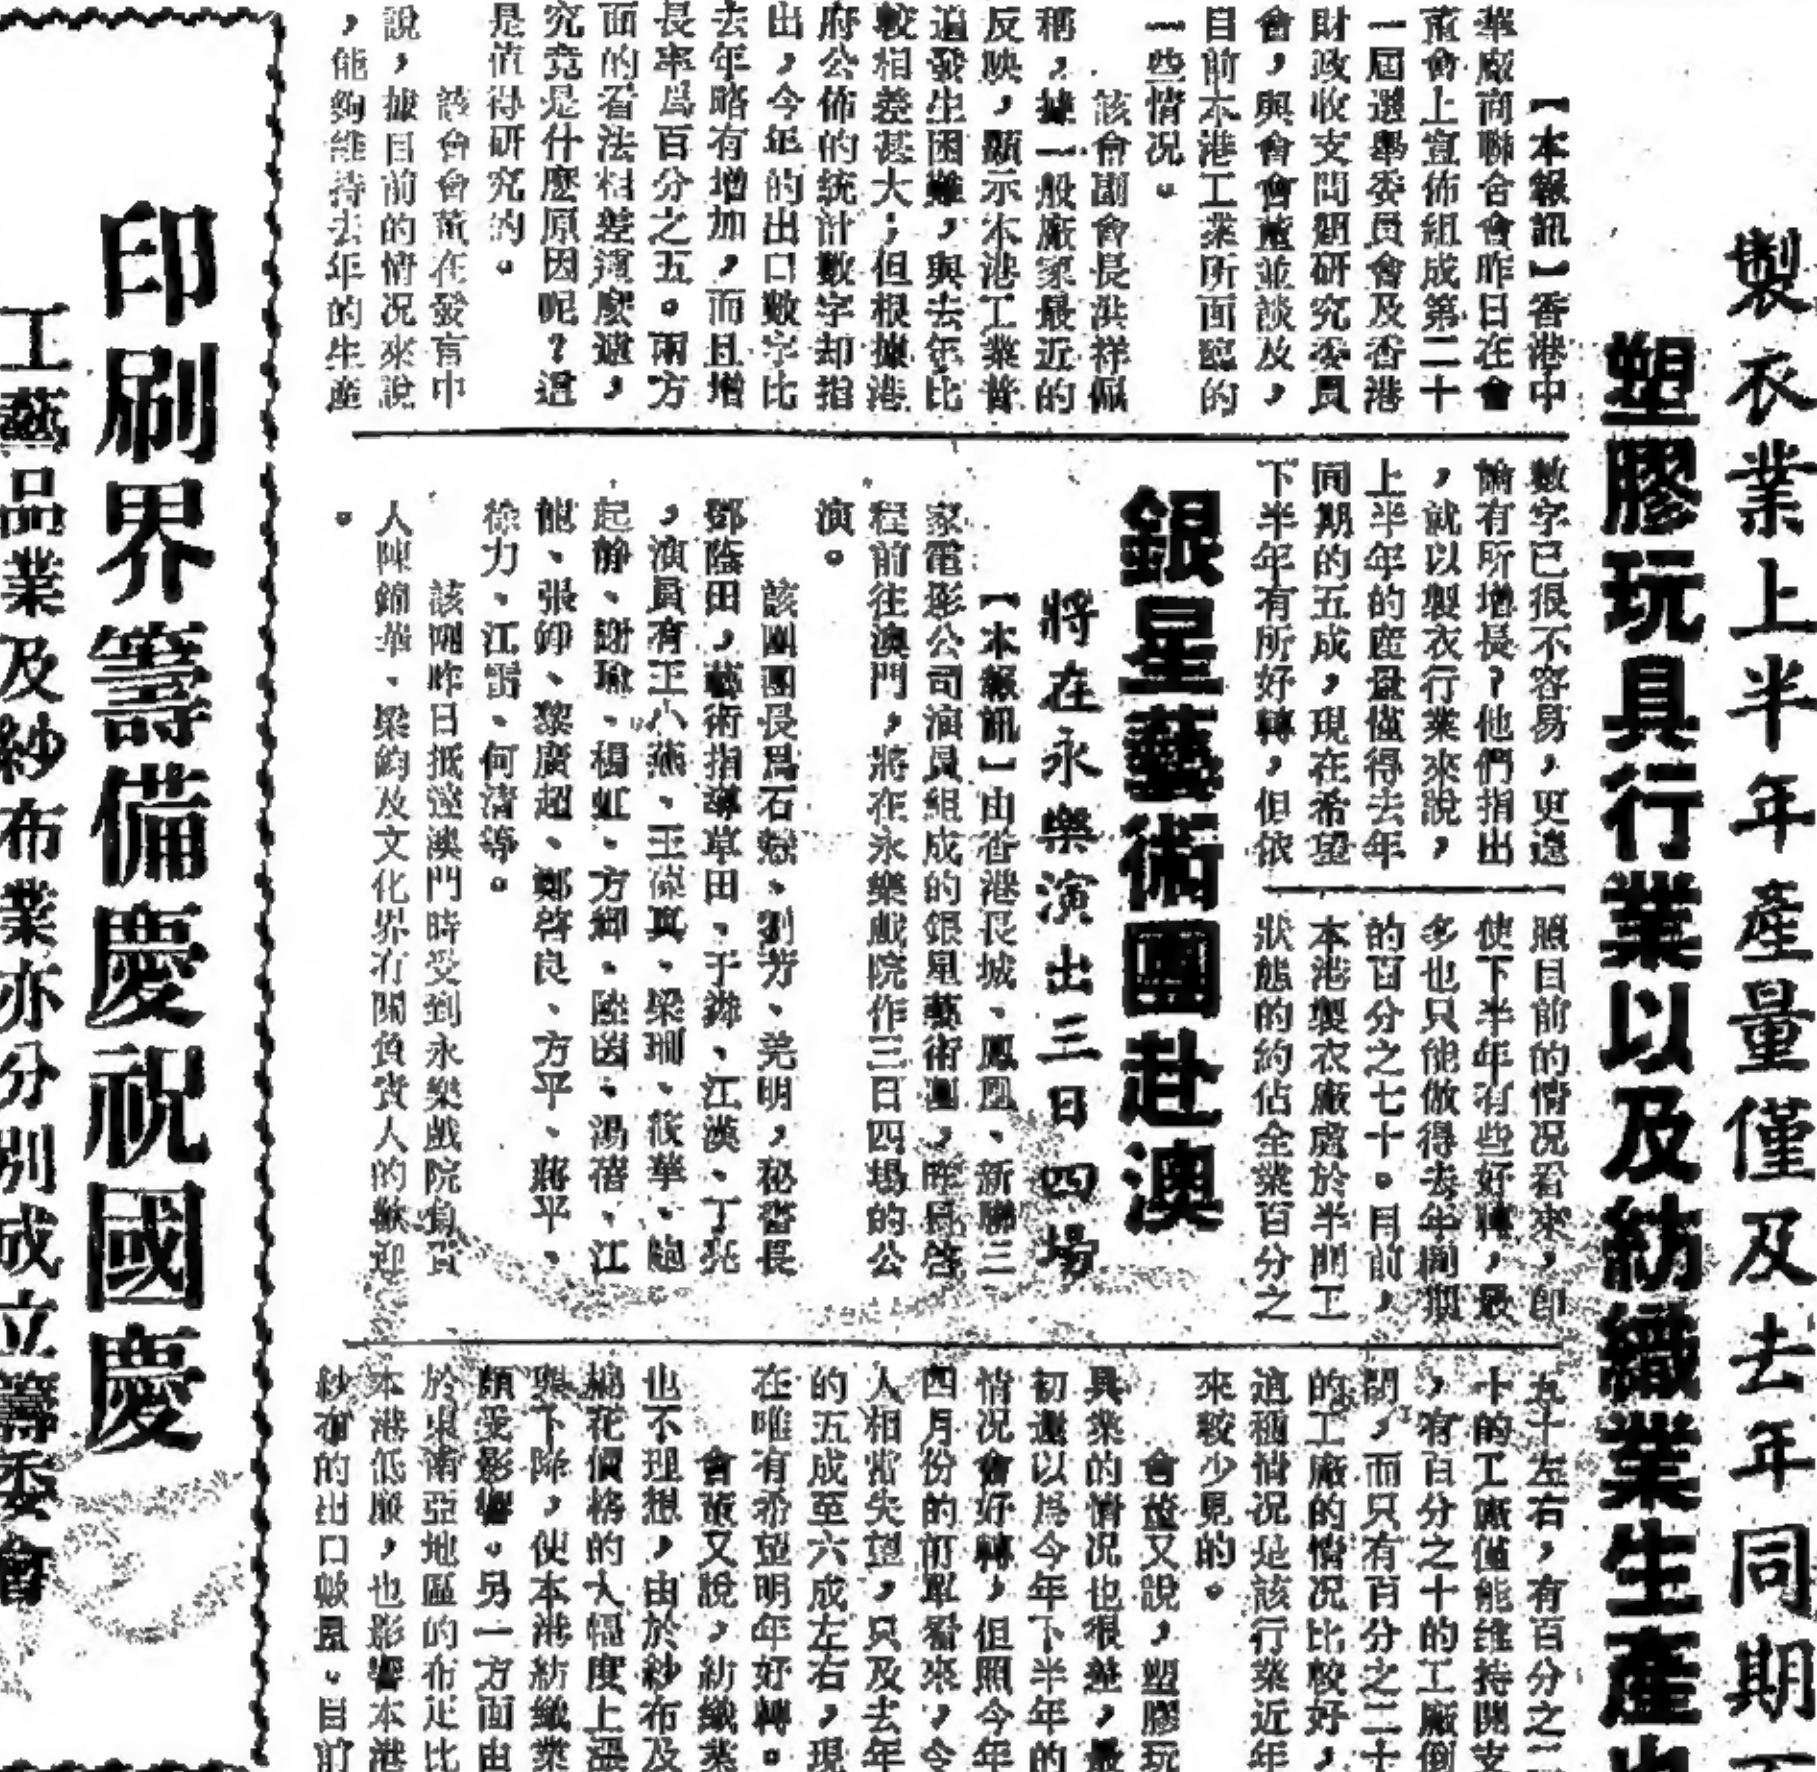 製衣業上半年產量僅及去年同期
塑膠玩具行業以及紡織業生產
【本報訊】香港中
華廠商聯合會昨日在會
董會上宣佈組成第二十
一屆選舉委員會及香港
財政收支問題研究委員
會，與會會董並談及，
目前本港工業所面臨的
一些情况。
該會副會長洪祥佩
稱，據一般廠家最近的
反映，顯示本港工業普
遍發生困難，與去年比
較相差甚大；但根據港
府公佈的統計數字却指
出，今年的出口數字比
去年略有增加，而且增
長率爲百分之五。兩方
面的看法相差這麼遠，
究竟是什麼原因呢？這
是值得研究的。
該會會董在發言中
說，據目前的情况來說
，能夠維持去年的生產
數字已很不容易，更遑
論有所增長？他們指出
，就以製衣行業來說，
上半年的產量僅得去年
同期的五成，現在希望
下半年有所好轉，但依
照目前的情况看來，即
使下半年有些好轉，最
多也只能做得去年同期
的百分之七十。目前，
本港製衣廠處於半開工
狀態的約佔全業百分之
九十左右，有百分之二
十的工廠僅能維持開支
，有百分之十的工廠倒
閉，而只有百分之二十
的工廠的情况比較好，
這種情况是該行業近年
來較少見的。
會董又說，塑膠玩
具業的情况也很差，最
初還以爲今年下半年的
情况會好轉，但照今年
四月份的訂單看來，令
人相當失望，只及去年
的五成至六成左右，現
在唯有希望明年好轉。
會董又說，紡織業
也不理想，由於紗布及
棉花價格的大幅度上漲
與下降，使本港紡織業
頗受影響。另一方面由
於東南亞地區的布疋比
本港低廉，也影響本港
紗布的出口數量。目前
銀星藝術團赴澳
將在永樂演出三日四場
【本報訊】由香港長城、鳳凰、新聯三
家電影公司演員組成的銀星藝術團，昨日啓
程前往澳門，將在永樂戲院作三日四場的公
演。
該團團長爲石慧、劉芳、莞明，秘書長
鄧蔭田，藝術指導草田、于粦、江漢、丁亮
，演員有王小燕、王葆真、梁珊、筱華、鮑
起靜、謝瑜、楊虹、方輝、陸茵、馮蓓、江
龍、張錚、黎廣超、鄭啓良、方平、蔣平、
徐力、江雷、何清等。
該團昨日抵達澳門時受到永樂戲院負責
人陳錦華、梁鈞及文化界有關負責人的歡迎
。
印刷界籌備慶祝國慶
工藝品業及紗布業亦分別成立籌委會